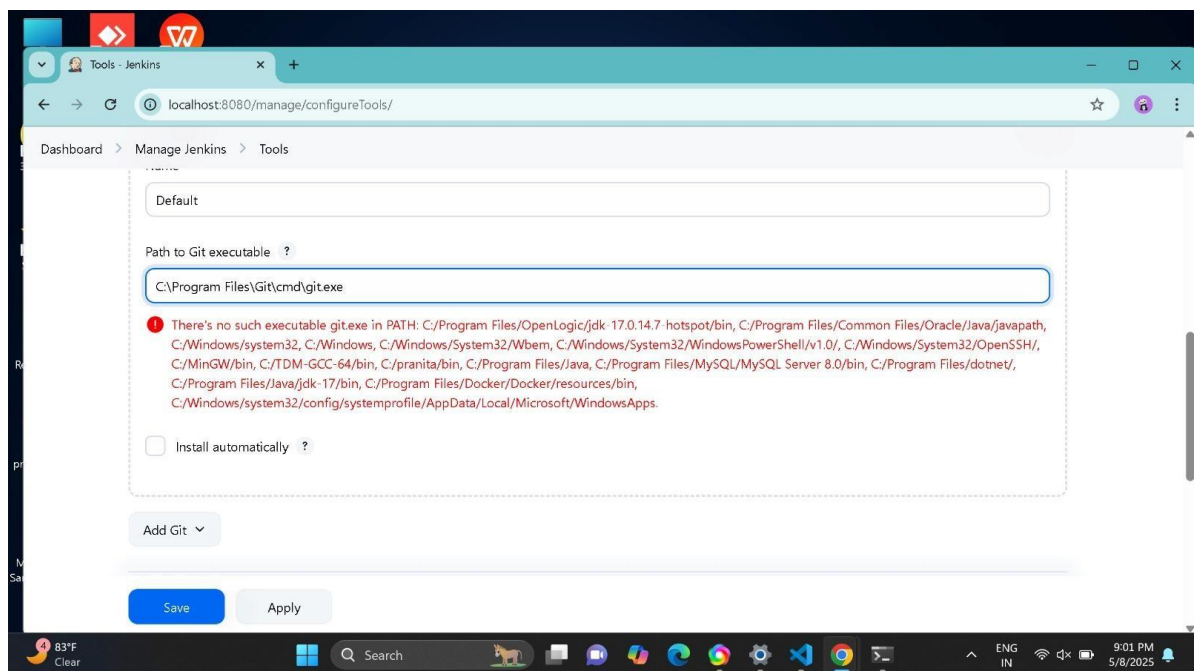 Tools - Jenkins
localhost:8080/manage/configureTools/
Dashboard > Manage Jenkins > Tools
Name
Default
Path to Git executable ?
C:\Program Files\Git\cmd\git.exe
There's no such executable git.exe in PATH: C:/Program Files/OpenLogic/jdk-17.0.14.7-hotspot/bin, C:/Program Files/Common Files/Oracle/Java/javapath,
C:/Windows/system32, C:/Windows, C:/Windows/System32/Wbem, C:/Windows/System32/WindowsPowerShell/v1.0/, C:/Windows/System32/OpenSSH/,
C:/MinGW/bin, C:/TDM-GCC-64/bin, C:/pranita/bin, C:/Program Files/Java, C:/Program Files/MySQL/MySQL Server 8.0/bin, C:/Program Files/dotnet/,
C:/Program Files/Java/jdk-17/bin, C:/Program Files/Docker/Docker/resources/bin,
C:/Windows/system32/config/systemprofile/AppData/Local/Microsoft/WindowsApps.
Install automatically ?
Add Git
Save Apply
4 83°F
Clear
Search
ENG
IN
9:01 PM
5/8/2025